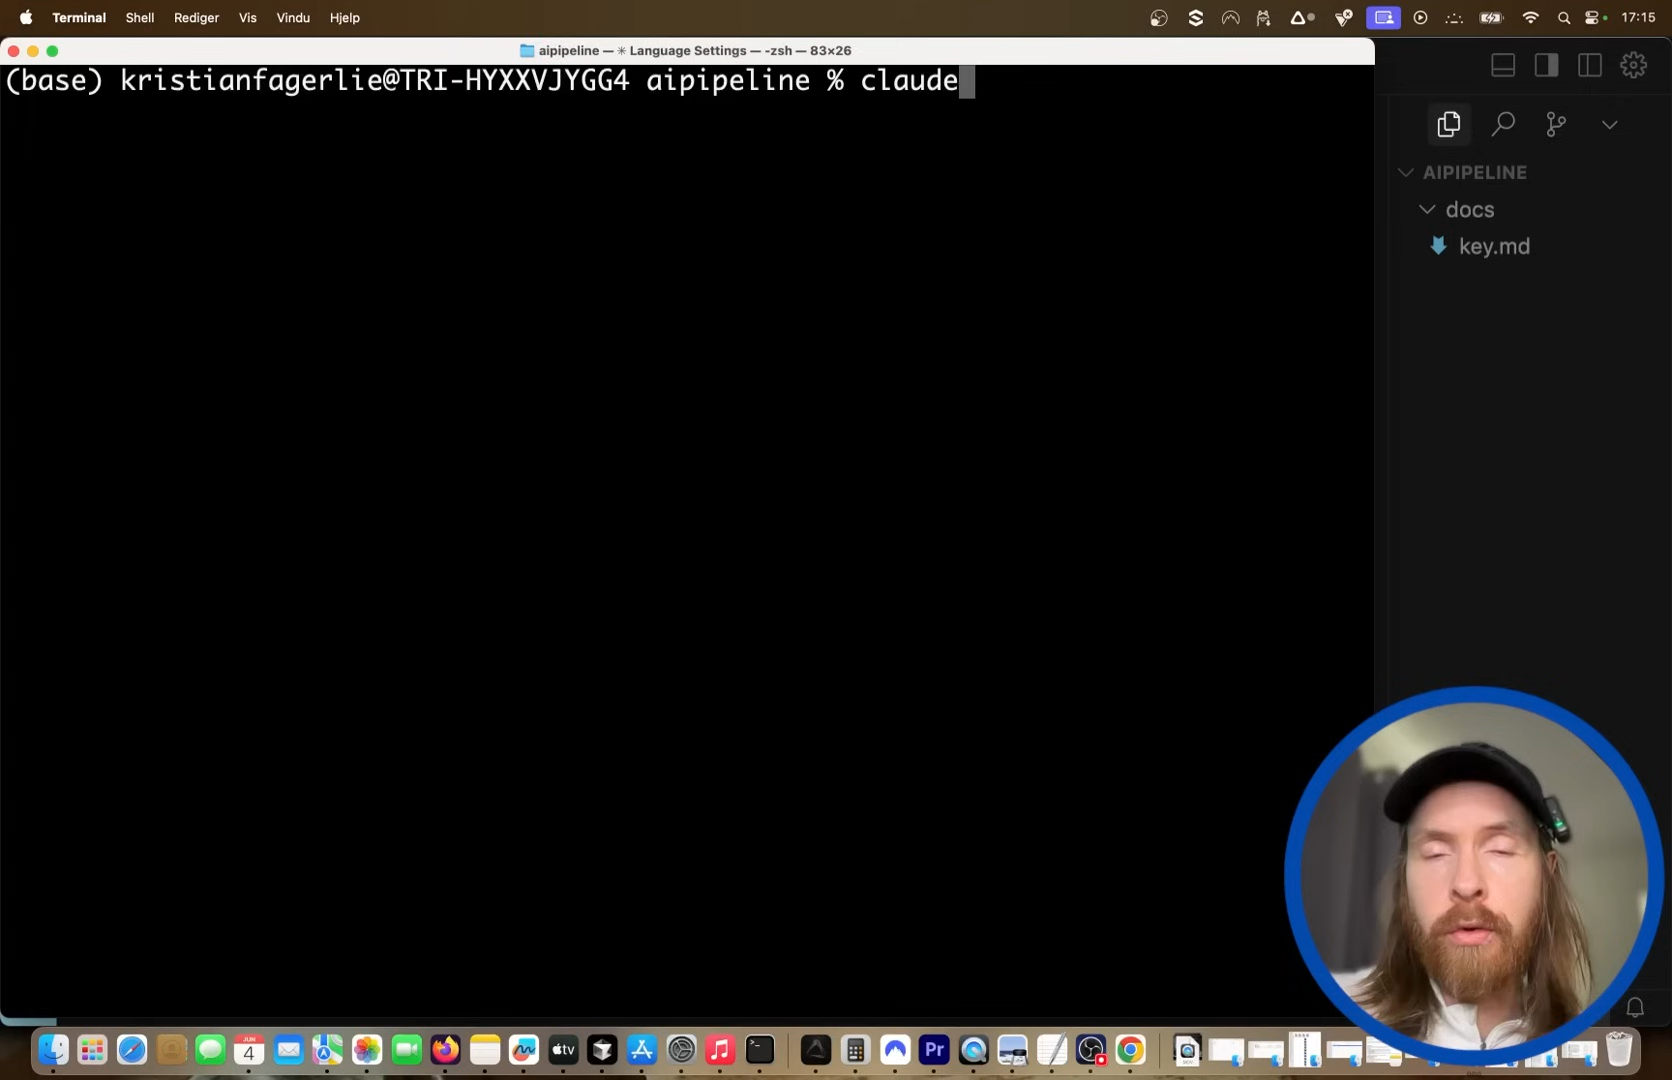 Terminal Shell Rediger Vis Vindu Hjelp 17:15
aipipeline — ✳ Language Settings — -zsh — 83×26
(base) kristianfagerlie@TRI-HYXXVJYGG4 aipipeline % claude
AIPIPELINE
docs
key.md
JUN
4
tv
Pr